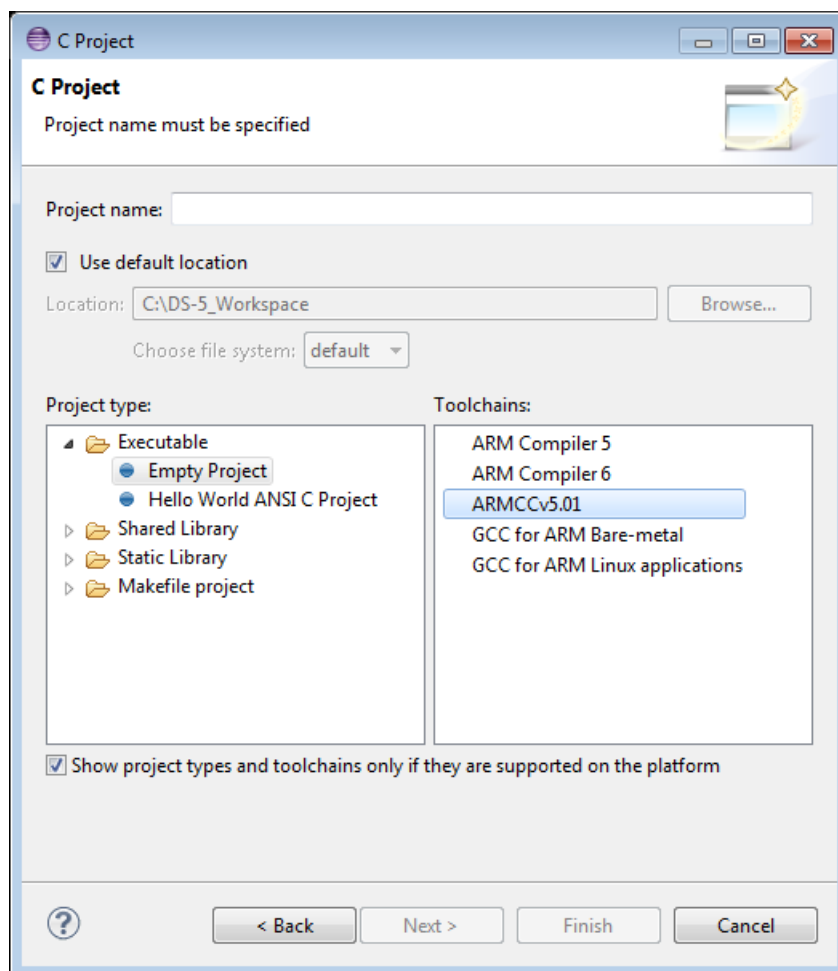 C Project
C Project
Project name must be specified
Project name:
Use default location
Location: C:\DS-5_Workspace Browse...
Choose file system: default
Project type: Toolchains:
Executable ARM Compiler 5
Empty Project ARM Compiler 6
Hello World ANSI C Project ARMCCv5.01
Shared Library GCC for ARM Bare-metal
Static Library GCC for ARM Linux applications
Makefile project
Show project types and toolchains only if they are supported on the platform
? < Back Next > Finish Cancel